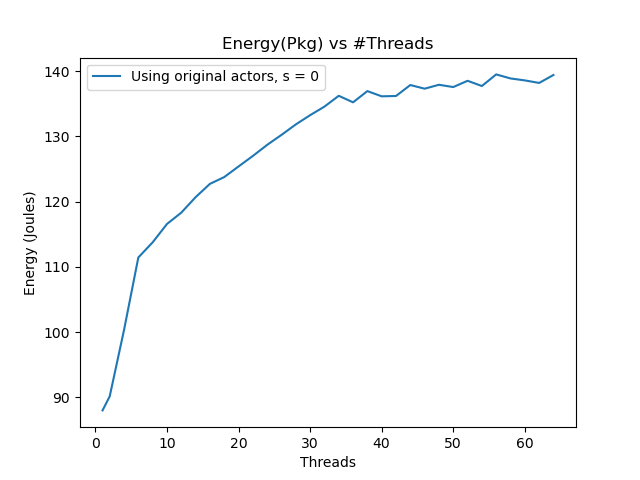 Energy(Pkg) vs #Threads
Using original actors, s = 0
Energy (Joules)
140
130
120
110
100
90
0 10 20 30 40 50 60
Threads